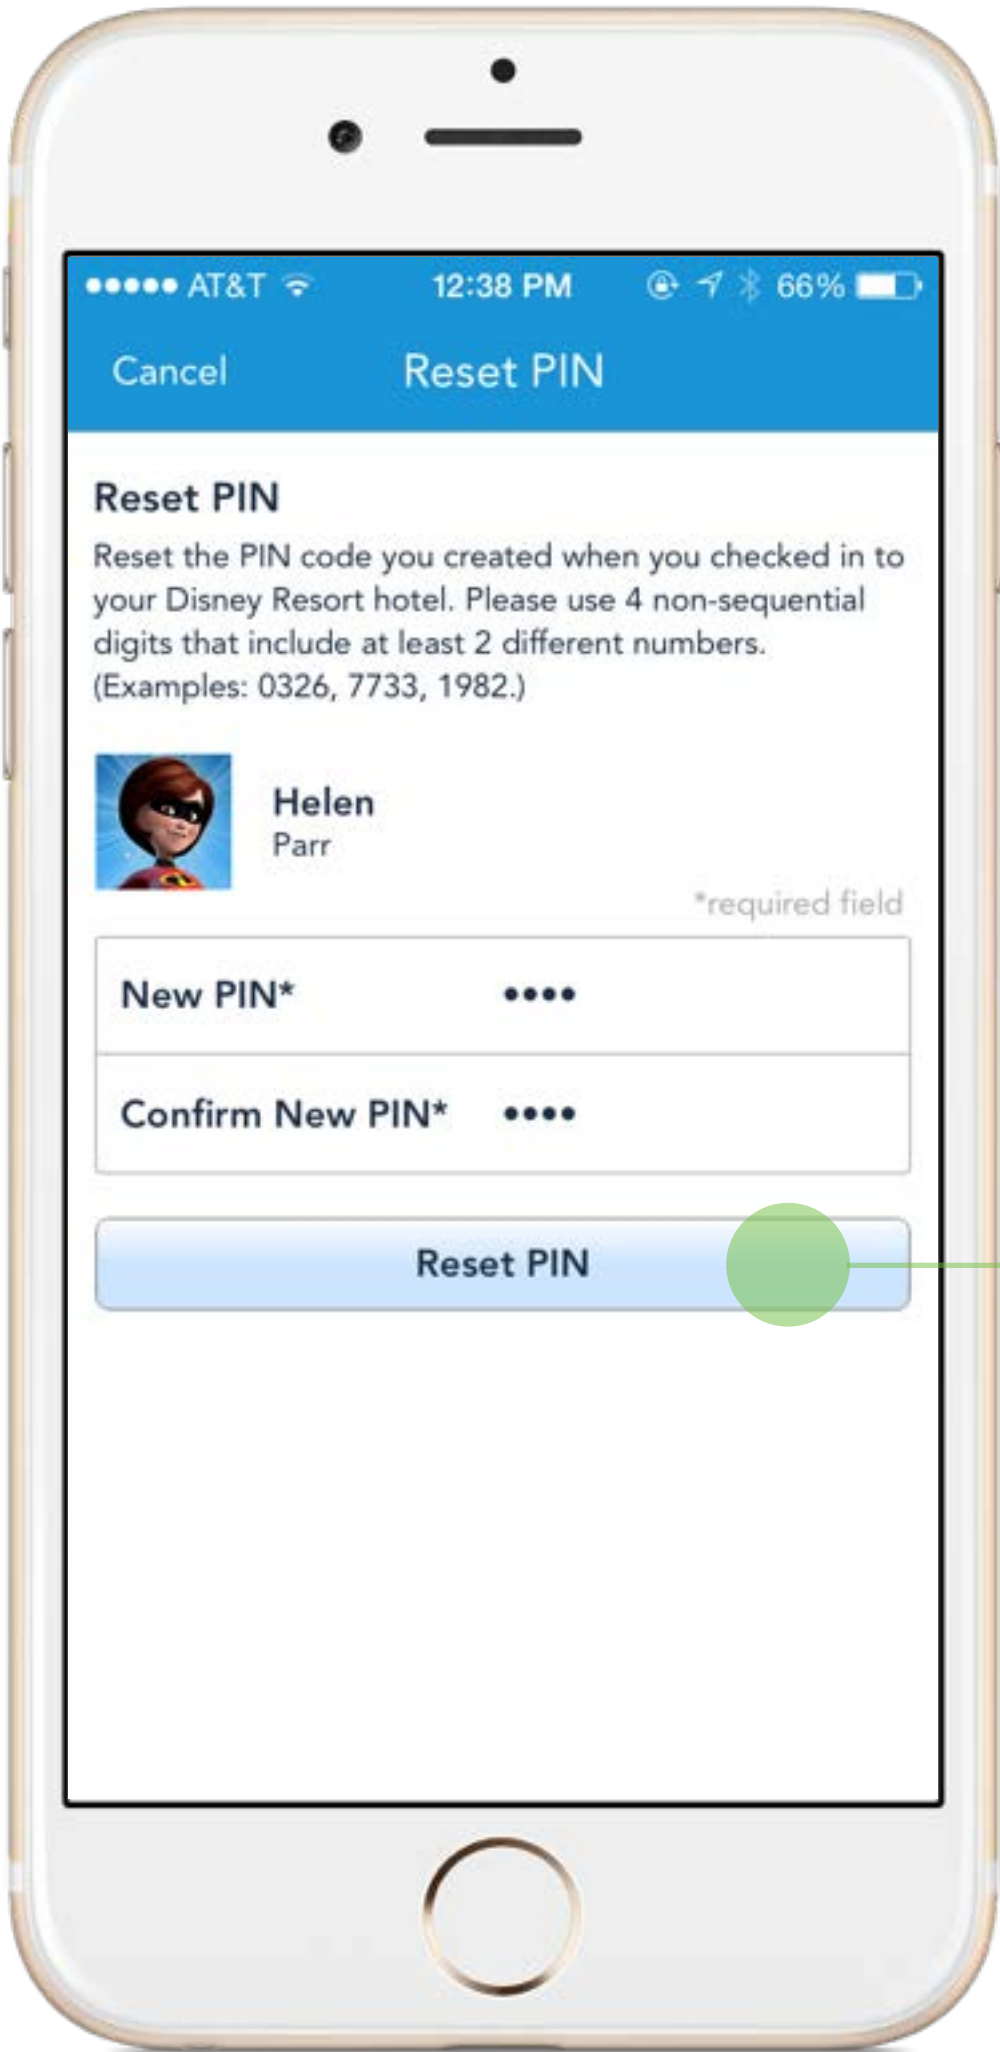 AT&T 12:38 PM 66%
Cancel Reset PIN
Reset PIN
Reset the PIN code you created when you checked in to
your Disney Resort hotel. Please use 4 non-sequential
digits that include at least 2 different numbers.
(Examples: 0326, 7733, 1982.)
Helen
Parr
*required field
New PIN* ••••
Confirm New PIN* ••••
Reset PIN